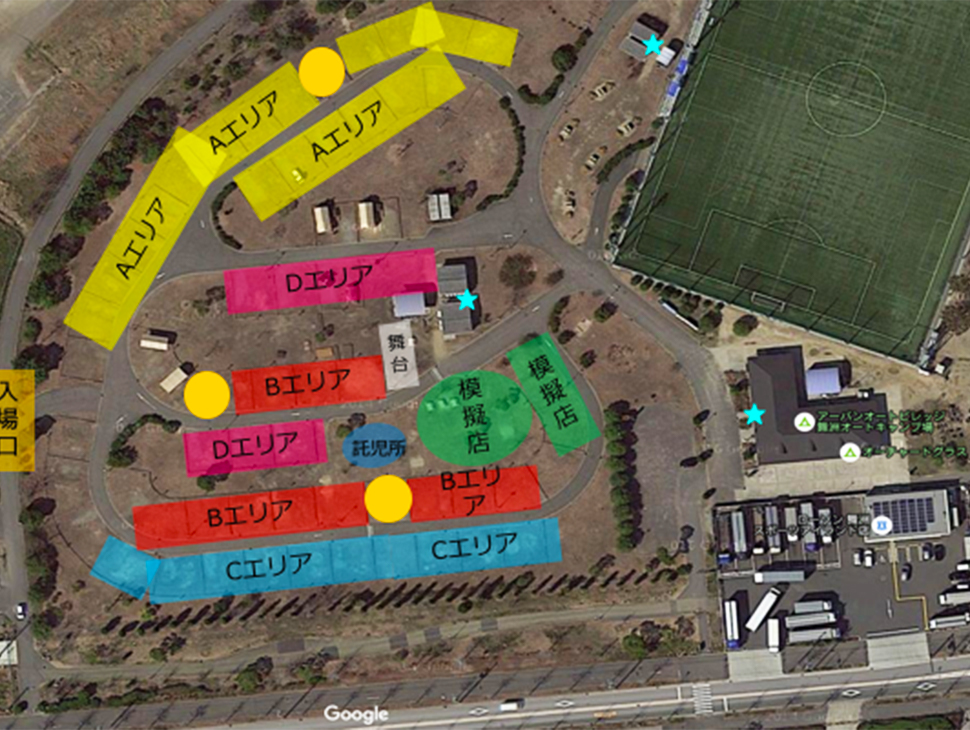 Aエリア
Aエリア
Aエリア
Dエリア
舞
台
Bエリア
模
擬
店
模
擬
店
入
場
口
Dエリア
託児所
Bエリ
ア
Bエリア
Cエリア
Cエリア
アーバンオートビレッジ
舞洲オートキャンプ場
Google